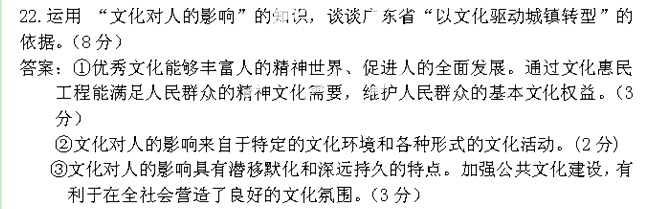 22.运用 “文化对人的影响”的知识，谈谈广东省“以文化驱动城镇转型”的
依据。（8 分）
答案：①优秀文化能够丰富人的精神世界、促进人的全面发展。通过文化惠民
工程能满足人民群众的精神文化需要，维护人民群众的基本文化权益。（3
分）
②文化对人的影响来自于特定的文化环境和各种形式的文化活动。（2 分）
③文化对人的影响具有潜移默化和深远持久的特点。加强公共文化建设，有
利于在全社会营造了良好的文化氛围。（3 分）